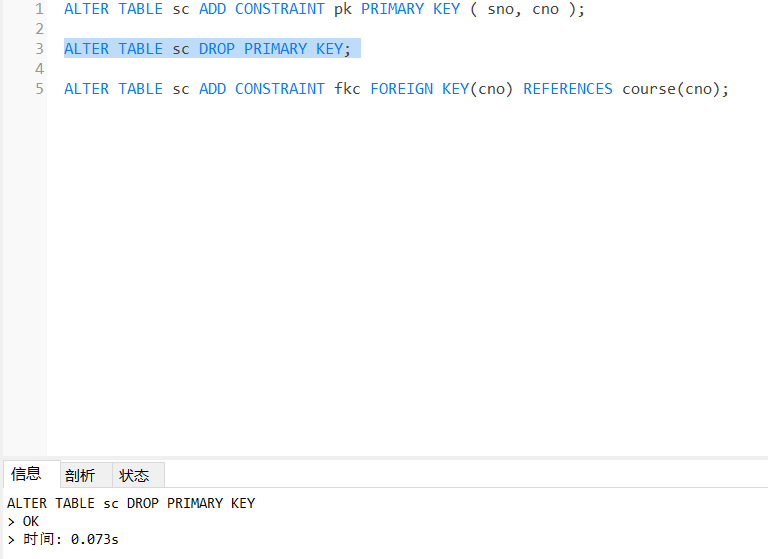 1 ALTER TABLE sc ADD CONSTRAINT pk PRIMARY KEY ( sno, cno );
2
3 ALTER TABLE sc DROP PRIMARY KEY;
4
5 ALTER TABLE sc ADD CONSTRAINT fkc FOREIGN KEY(cno) REFERENCES course(cno);
信息 剖析 状态
ALTER TABLE sc DROP PRIMARY KEY
> OK
> 时间: 0.073s